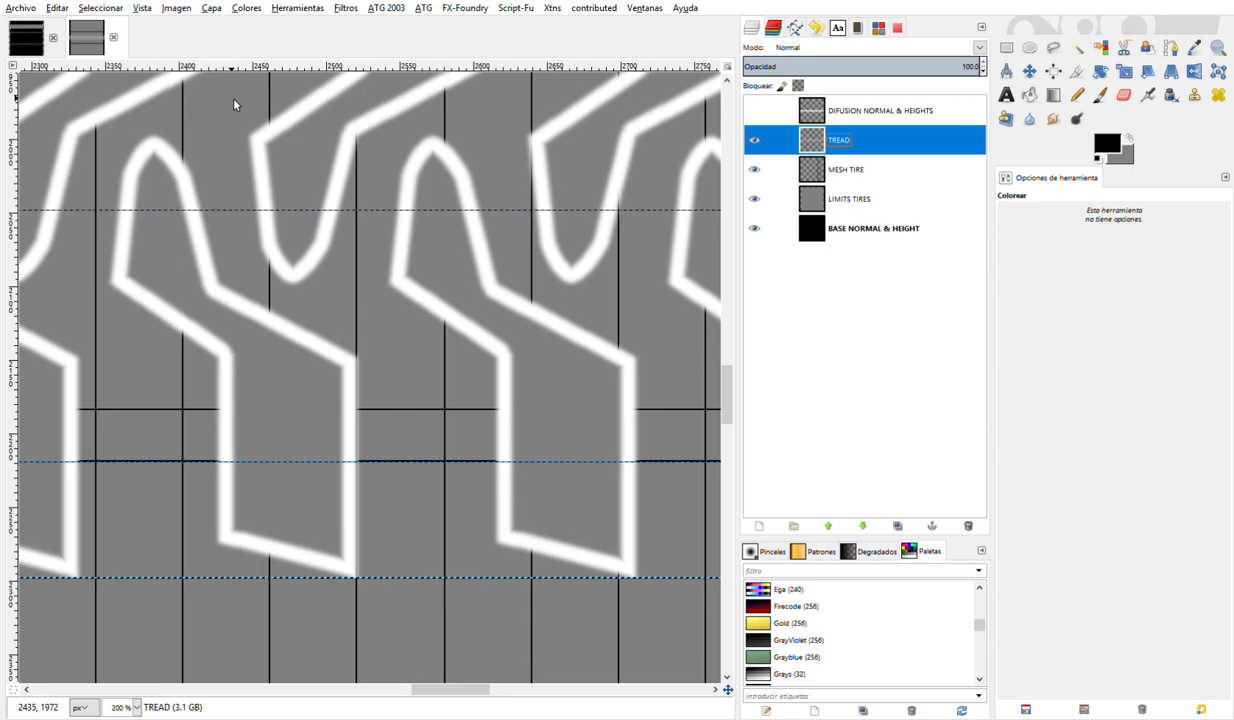 Archivo Editar Seleccionar Vista Imagen Capa Colores Herramientas Filtros ATG 2003 ATG FX-Foundry Script-Fu Xtns contributed Ventanas Ayuda
2300 2350 2400 2450 2500 2550 2600 2650 2700 2750
Modo: Normal
Opacidad 100.0
Bloquear:
DIFUSION NORMAL & HEIGHTS
TREAD
MESH TIRE
LIMITS TIRES
BASE NORMAL & HEIGHT
Opciones de herramienta
Colorear
Esta herramienta
no tiene opciones.
Pinceles Patrones Degradados Paletas
filtro
Ega (240)
Firecode (256)
Gold (256)
GrayViolet (256)
Grayblue (256)
Grays (32)
introducir etiquetas
2435, 1972 px 200 % TREAD (3.1 GB)